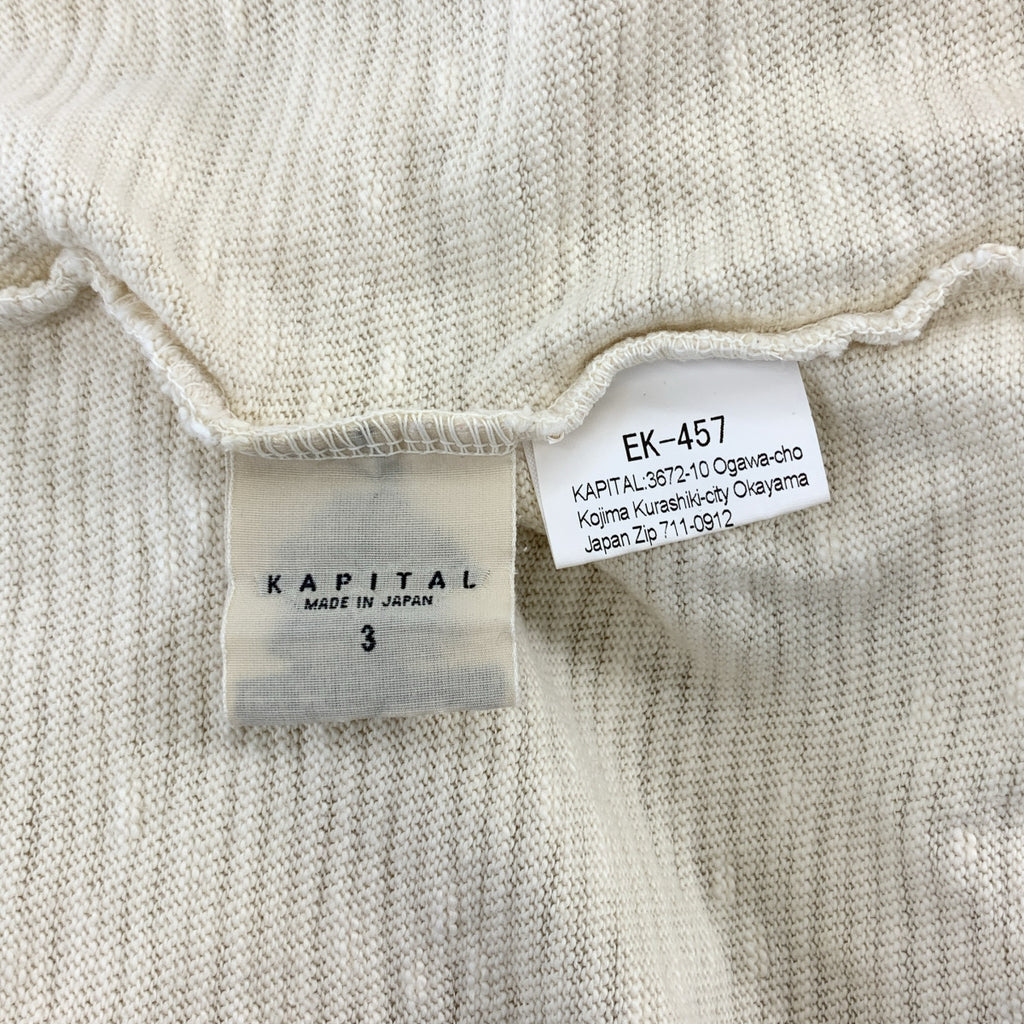 KAPITAL
MADE IN JAPAN
3
EK-457
KAPITAL:3672-10 Ogawa-cho
Kojima Kurashiki-city Okayama
Japan Zip 711-0912